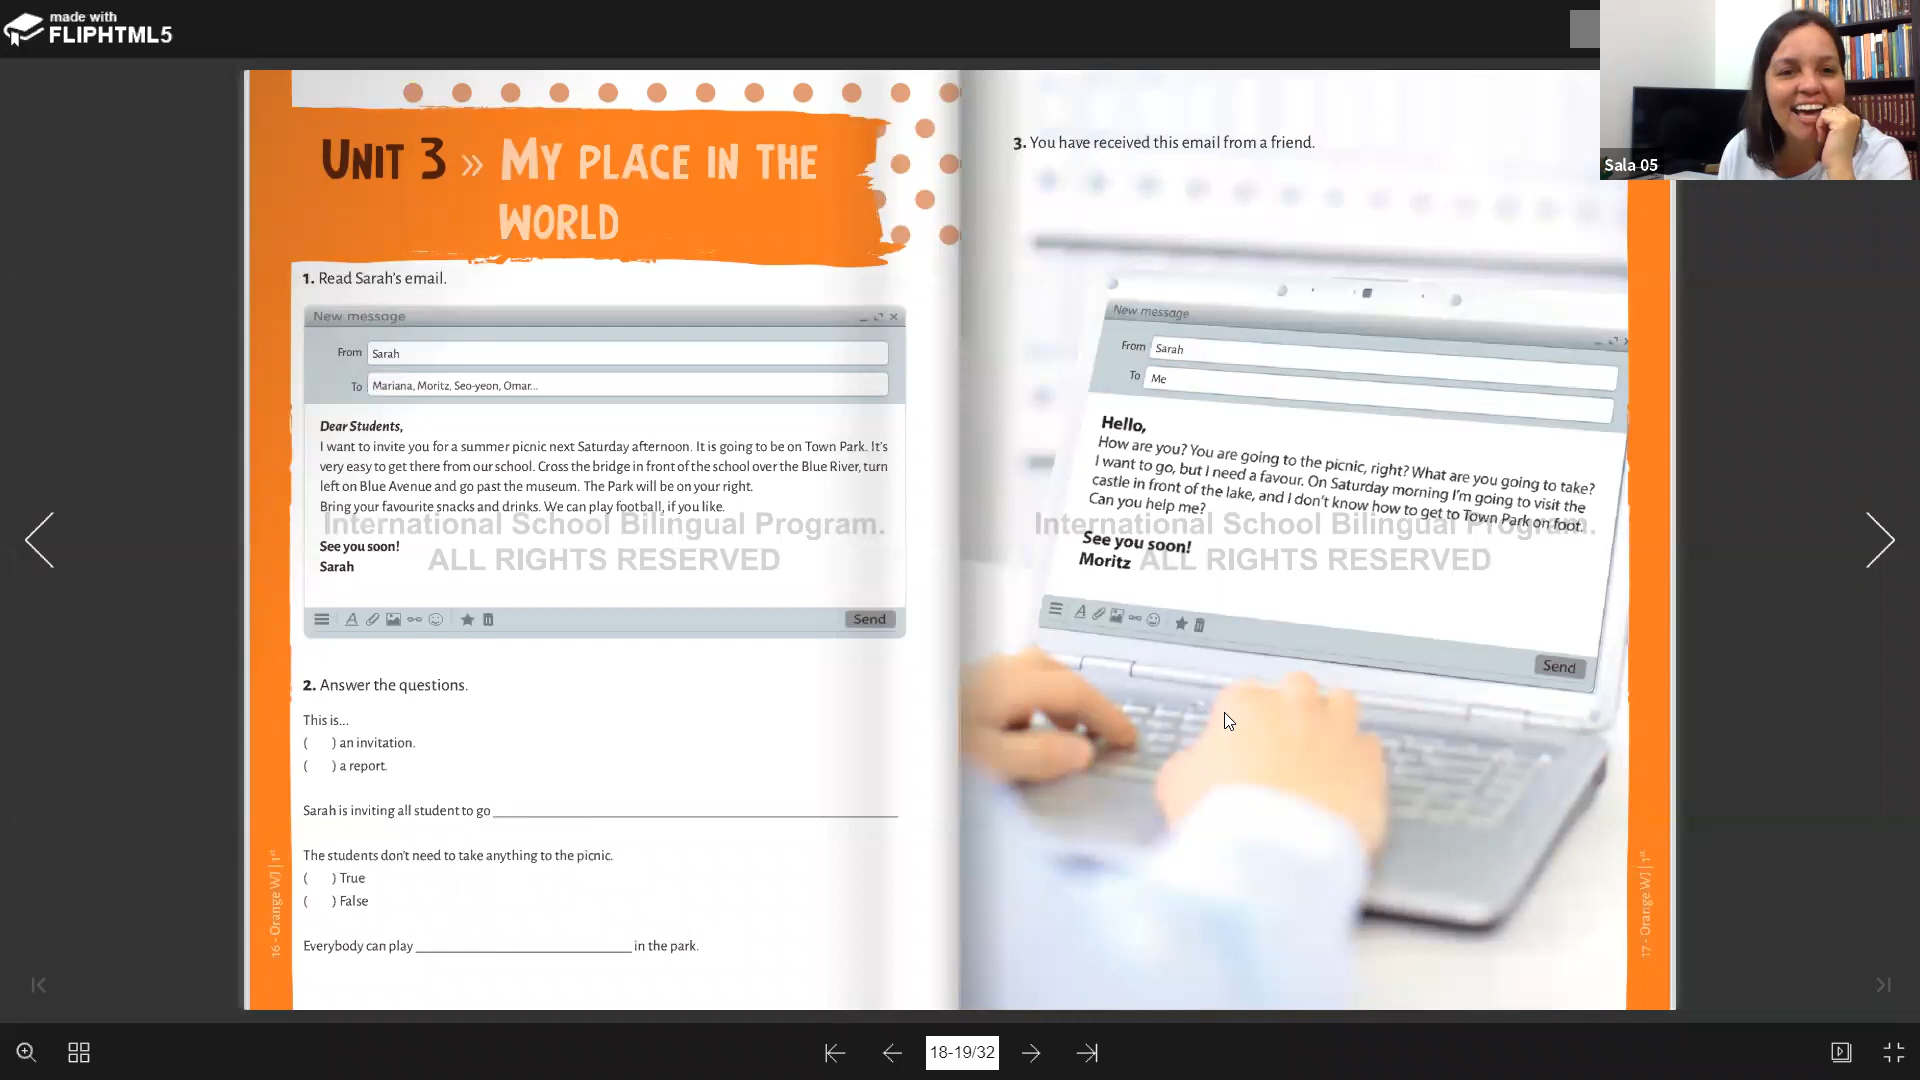 made with
FLIPHTML5
Sala 05
UNIT 3 » MY PLACE IN THE
WORLD
1. Read Sarah's email.
New message
From Sarah
To Mariana, Moritz, Seo-yeon, Omar...
Dear Students,
I want to invite you for a summer picnic next Saturday afternoon. It is going to be on Town Park. It's
very easy to get there from our school. Cross the bridge in front of the school over the Blue River, turn
left on Blue Avenue and go past the museum. The Park will be on your right.
Bring your favourite snacks and drinks. We can play football, if you like.
International School Bilingual Program.
See you soon!
ALL RIGHTS RESERVED
Sarah
Send
2. Answer the questions.
This is...
( ) an invitation.
( ) a report.
Sarah is inviting all student to go
The students don't need to take anything to the picnic.
( ) True
( ) False
Everybody can play in the park.
16 - Orange WJ | 1st
3. You have received this email from a friend.
New message
From Sarah
To Me
Hello,
How are you? You are going to the picnic, right? What are you going to take?
I want to go, but I need a favour. On Saturday morning I'm going to visit the
castle in front of the lake, and I don't know how to get to Town Park on foot.
Can you help me?
International School Bilingual Program.
See you soon!
Moritz
ALL RIGHTS RESERVED
Send
17 - Orange WJ | 1st
18-19/32